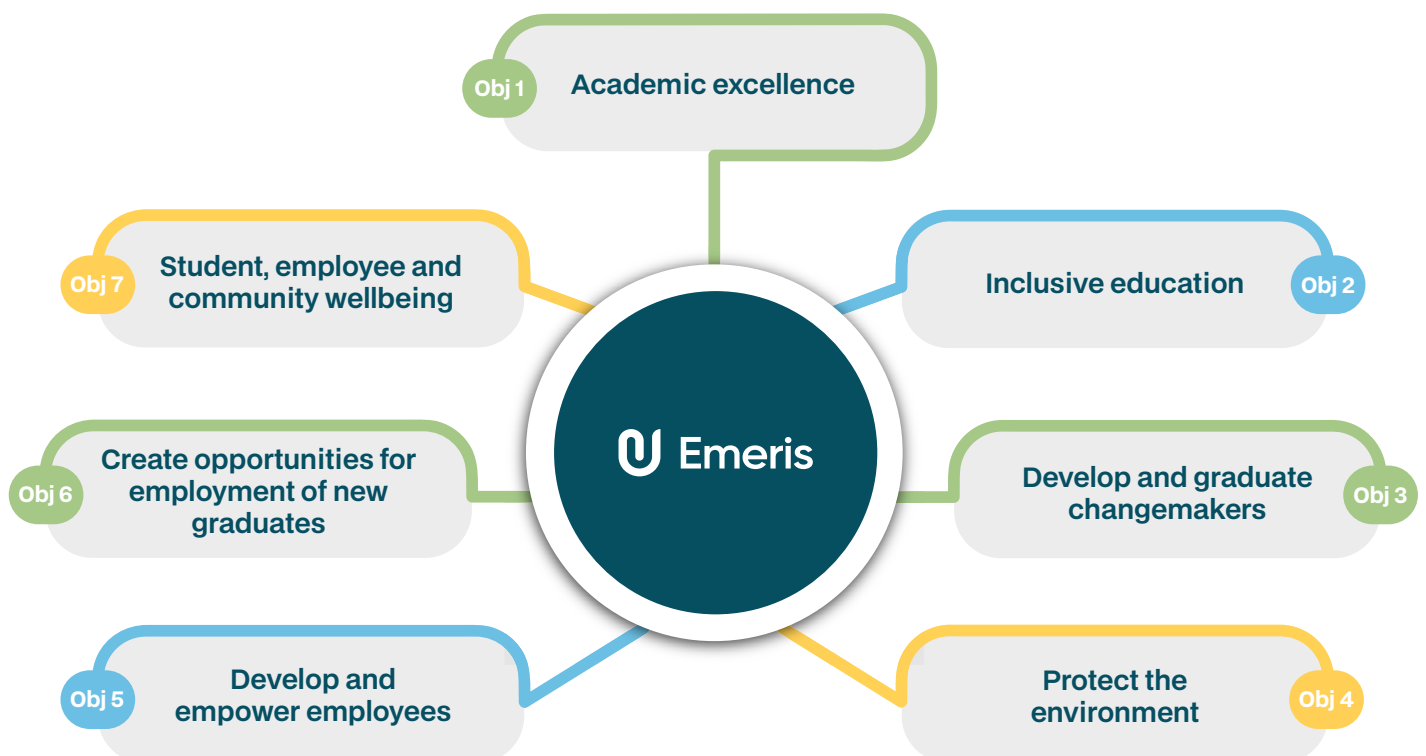 Obj 1
Academic excellence
Obj 7
Student, employee and
community wellbeing
Inclusive education
Obj 2
Emeris
Obj 6
Create opportunities for
employment of new
graduates
Develop and graduate
changemakers
Obj 3
Obj 5
Develop and
empower employees
Protect the
environment
Obj 4